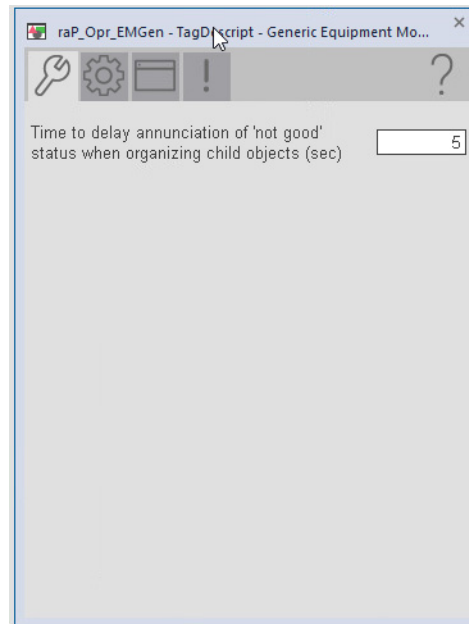 raP_Opr_EMGen - TagDescript - Generic Equipment Mo...
Time to delay annunciation of 'not good'
status when organizing child objects (sec)
5